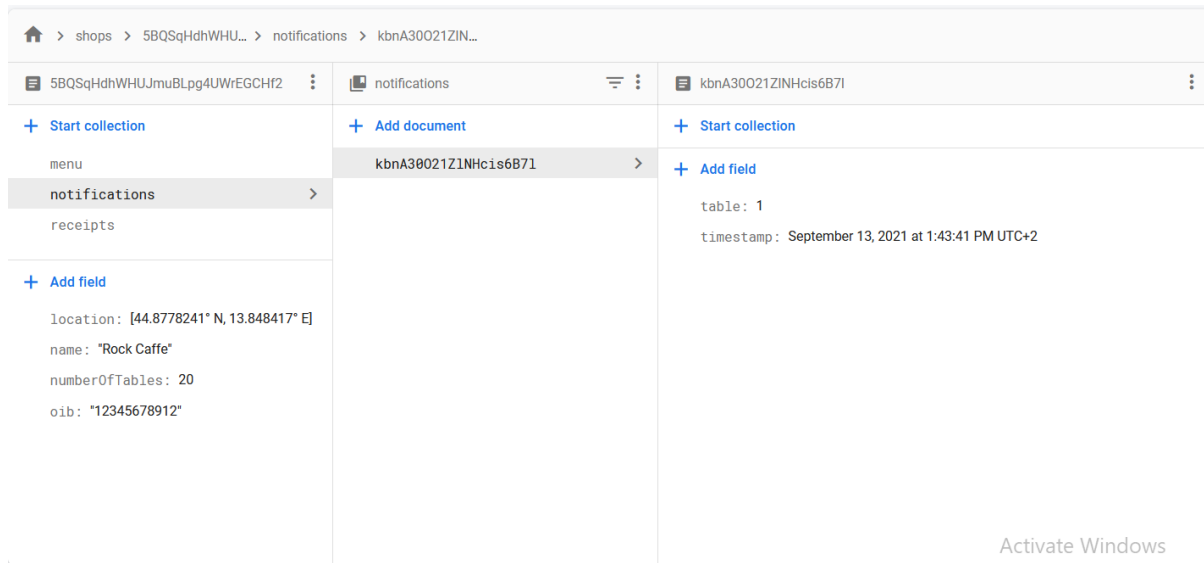 shops > 5BQSqHdhWHU... > notifications > kbnA30O21ZlN...
5BQSqHdhWHUJmuBLpg4UWrEGCHf2
Start collection
menu
notifications
receipts
Add field
location: [44.8778241° N, 13.848417° E]
name: "Rock Caffe"
numberOfTables: 20
oib: "12345678912"
notifications
Add document
kbnA30O21ZlNHcis6B7l
kbnA30O21ZlNHcis6B7l
Start collection
Add field
table: 1
timestamp: September 13, 2021 at 1:43:41 PM UTC+2
Activate Windows